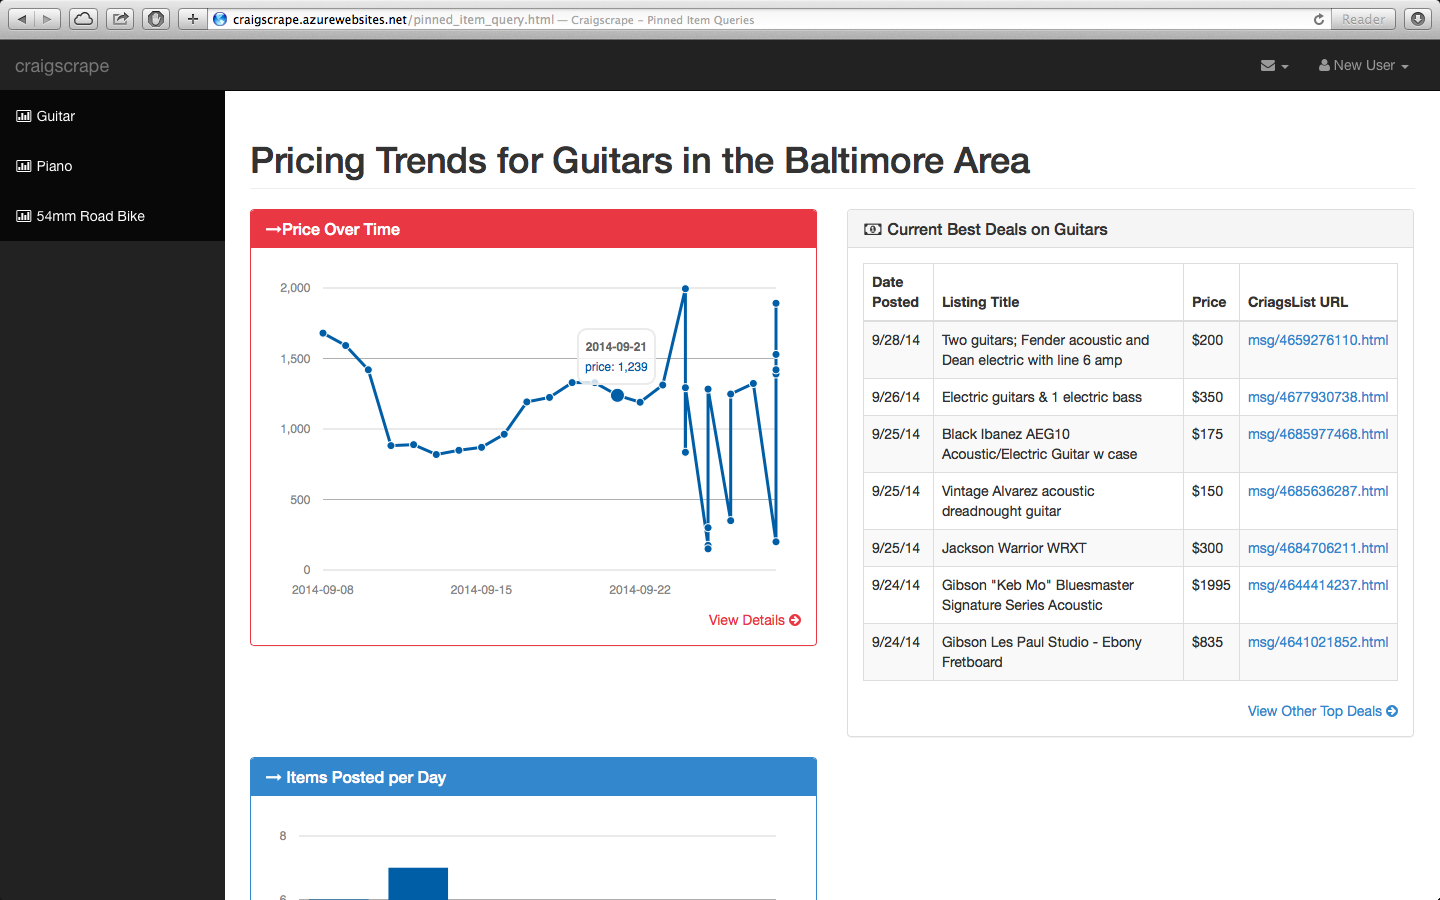 craigscrape.azurewebsites.net/pinned_item_query.html — Craigscrape – Pinned Item Queries
Reader
craigscrape
New User
Guitar
Piano
54mm Road Bike
Pricing Trends for Guitars in the Baltimore Area
Price Over Time
2,000
1,500
1,000
500
0
2014-09-21
price: 1,239
2014-09-08 2014-09-15 2014-09-22
View Details
Current Best Deals on Guitars
Date
Posted Listing Title Price CriagsList URL
9/28/14 Two guitars; Fender acoustic and $200 msg/4659276110.html
Dean electric with line 6 amp
9/26/14 Electric guitars & 1 electric bass $350 msg/4677930738.html
9/25/14 Black Ibanez AEG10 $175 msg/4685977468.html
Acoustic/Electric Guitar w case
9/25/14 Vintage Alvarez acoustic $150 msg/4685636287.html
dreadnought guitar
9/25/14 Jackson Warrior WRXT $300 msg/4684706211.html
9/24/14 Gibson "Keb Mo" Bluesmaster $1995 msg/4644414237.html
Signature Series Acoustic
9/24/14 Gibson Les Paul Studio - Ebony $835 msg/4641021852.html
Fretboard
View Other Top Deals
Items Posted per Day
8
6